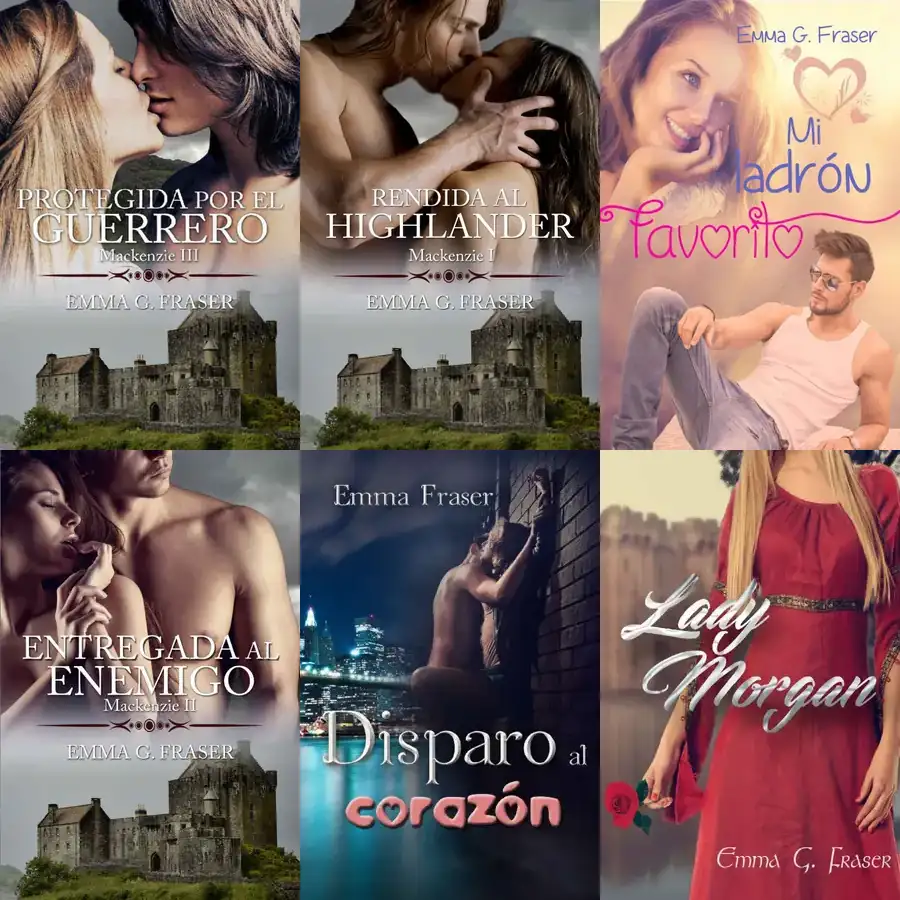 PROTEGIDA POR EL
GUERRERO
Mackenzie III
EMMA G. FRASER
RENDIDA AL
HIGHLANDER
Mackenzie I
EMMA G. FRASER
Emma G. Fraser
Mi
ladrón
favorito
ENTREGADA AL
ENEMIGO
Mackenzie II
EMMA G. FRASER
Emma Fraser
Disparo al
corazón
Lady
Morgan
Emma G. Fraser